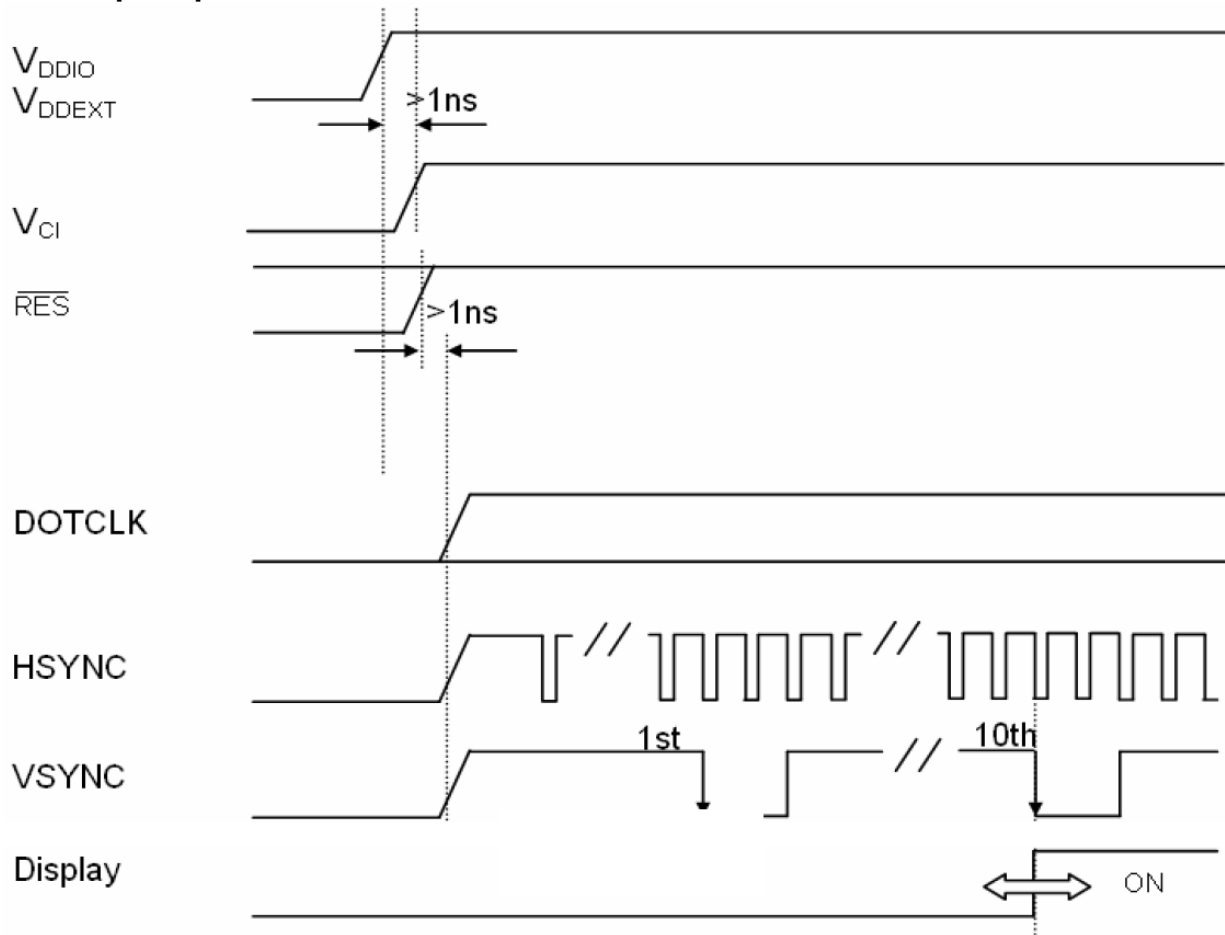 VDDIO
VDDEXT
>1ns
VCI
RES
>1ns
DOTCLK
HSYNC
1st
10th
VSYNC
Display
ON